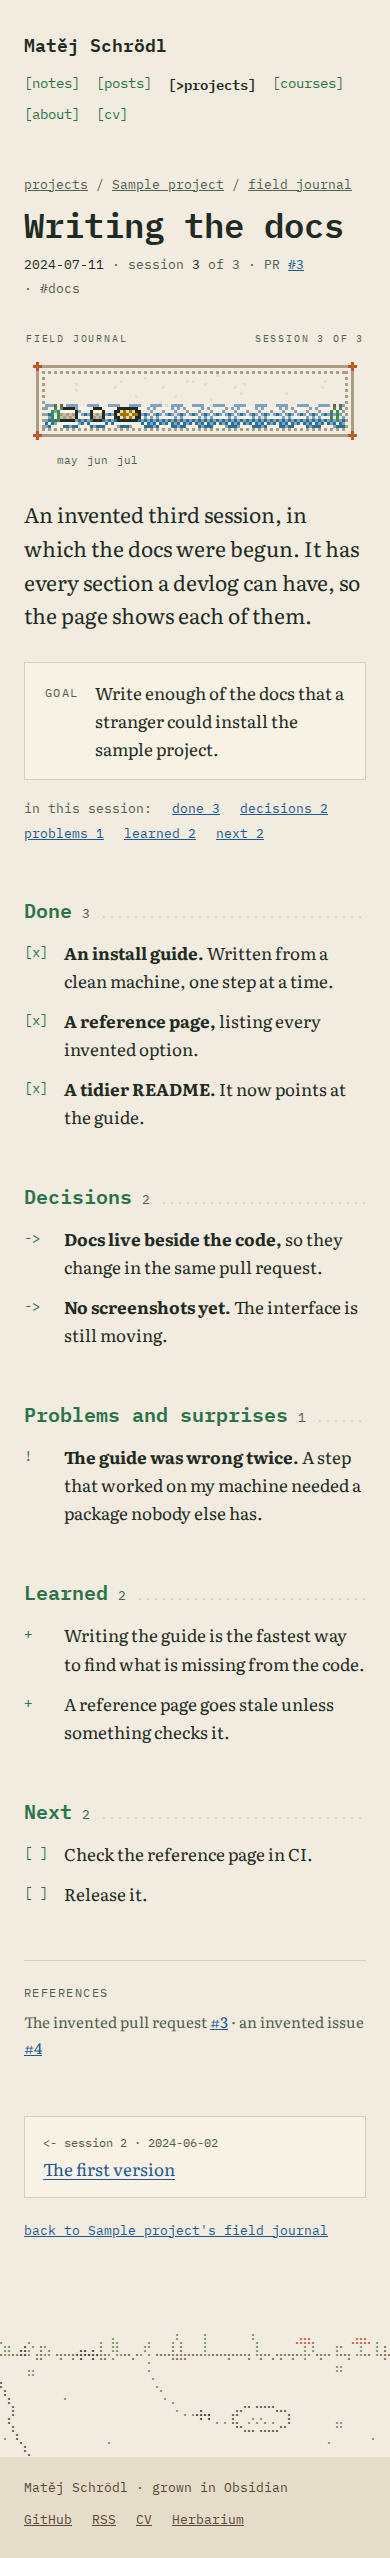 Matěj Schrödl
[notes] [posts] [>projects] [courses]
[about] [cv]
projects / Sample project / field journal
Writing the docs
2024-07-11 · session 3 of 3 · PR #3
· #docs
FIELD JOURNAL SESSION 3 OF 3
may jun jul
An invented third session, in
which the docs were begun. It has
every section a devlog can have, so
the page shows each of them.
GOAL Write enough of the docs that a
stranger could install the
sample project.
in this session: done 3 decisions 2
problems 1 learned 2 next 2
Done 3
[x] An install guide. Written from a
clean machine, one step at a time.
[x] A reference page, listing every
invented option.
[x] A tidier README. It now points at
the guide.
Decisions 2
-> Docs live beside the code, so they
change in the same pull request.
-> No screenshots yet. The interface is
still moving.
Problems and surprises 1
! The guide was wrong twice. A step
that worked on my machine needed a
package nobody else has.
Learned 2
+ Writing the guide is the fastest way
to find what is missing from the code.
+ A reference page goes stale unless
something checks it.
Next 2
[ ] Check the reference page in CI.
[ ] Release it.
REFERENCES
The invented pull request #3 · an invented issue
#4
<- session 2 · 2024-06-02
The first version
back to Sample project's field journal
Matěj Schrödl · grown in Obsidian
GitHub RSS CV Herbarium